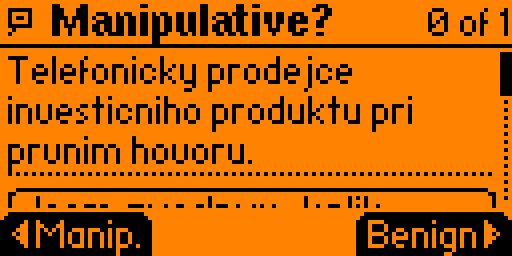 Manipulative?
0 of 1
Telefonicky prodejce
investicniho produktu pri
prvnim hovoru.
Manip.
Benign